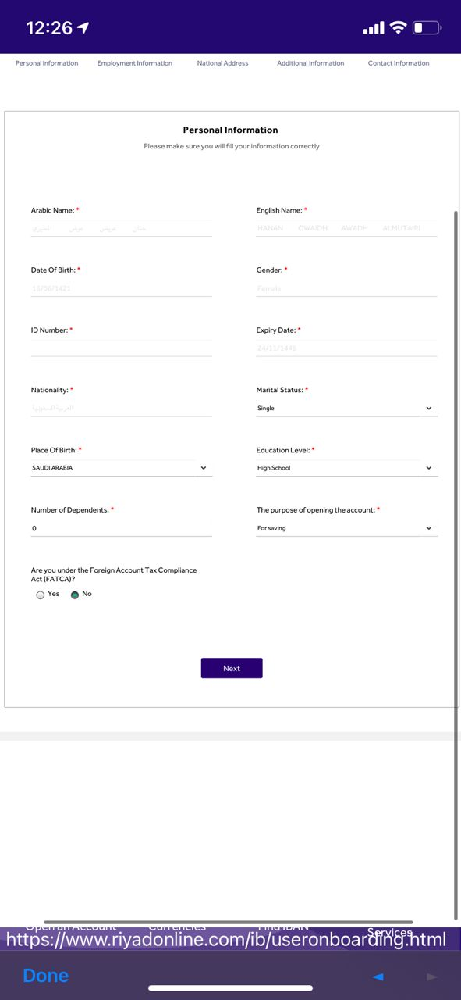 12:26
Personal Information Employment Information National Address Additional Information Contact Information
Personal Information
Please make sure you will fill your information correctly
Arabic Name: * English Name: *
حنان عويض عوض المطيري HANAN OWAIDH AWADH ALMUTAIRI
Date Of Birth: * Gender: *
16/06/1421 Female
ID Number: * Expiry Date: *
24/11/1446
Nationality: * Marital Status: *
العربية السعودية Single
Place Of Birth: * Education Level: *
SAUDI ARABIA High School
Number of Dependents: * The purpose of opening the account: *
0 For saving
Are you under the Foreign Account Tax Compliance
Act (FATCA)?
Yes No
Next
Open an Account Currencies Find IBAN Services
https://www.riyadonline.com/ib/useronboarding.html
Done